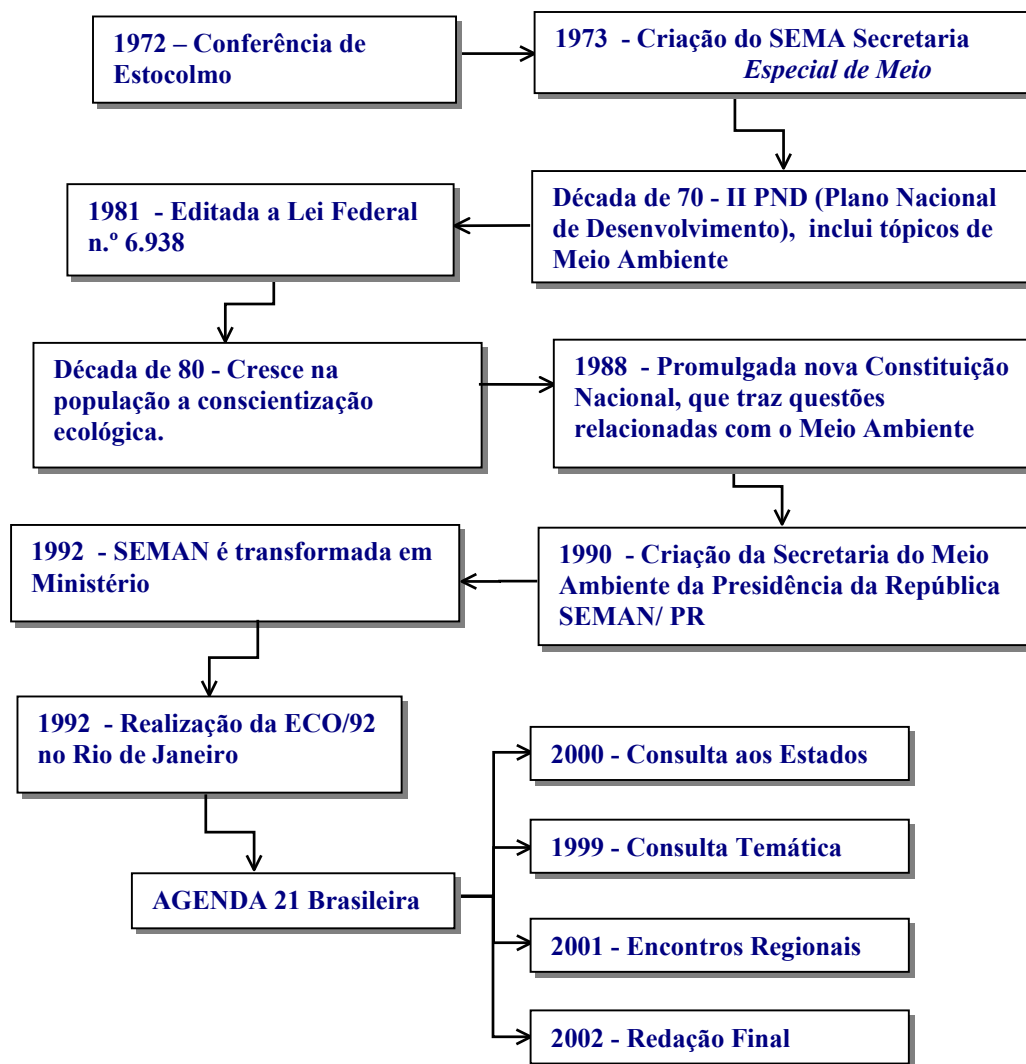 1972 – Conferência de
Estocolmo
1973 - Criação do SEMA Secretaria
Especial de Meio
Década de 70 - II PND (Plano Nacional
de Desenvolvimento), inclui tópicos de
Meio Ambiente
1981 - Editada a Lei Federal
n.º 6.938
Década de 80 - Cresce na
população a conscientização
ecológica.
1988 - Promulgada nova Constituição
Nacional, que traz questões
relacionadas com o Meio Ambiente
1990 - Criação da Secretaria do Meio
Ambiente da Presidência da República
SEMAN/ PR
1992 - SEMAN é transformada em
Ministério
1992 - Realização da ECO/92
no Rio de Janeiro
AGENDA 21 Brasileira
2000 - Consulta aos Estados
1999 - Consulta Temática
2001 - Encontros Regionais
2002 - Redação Final